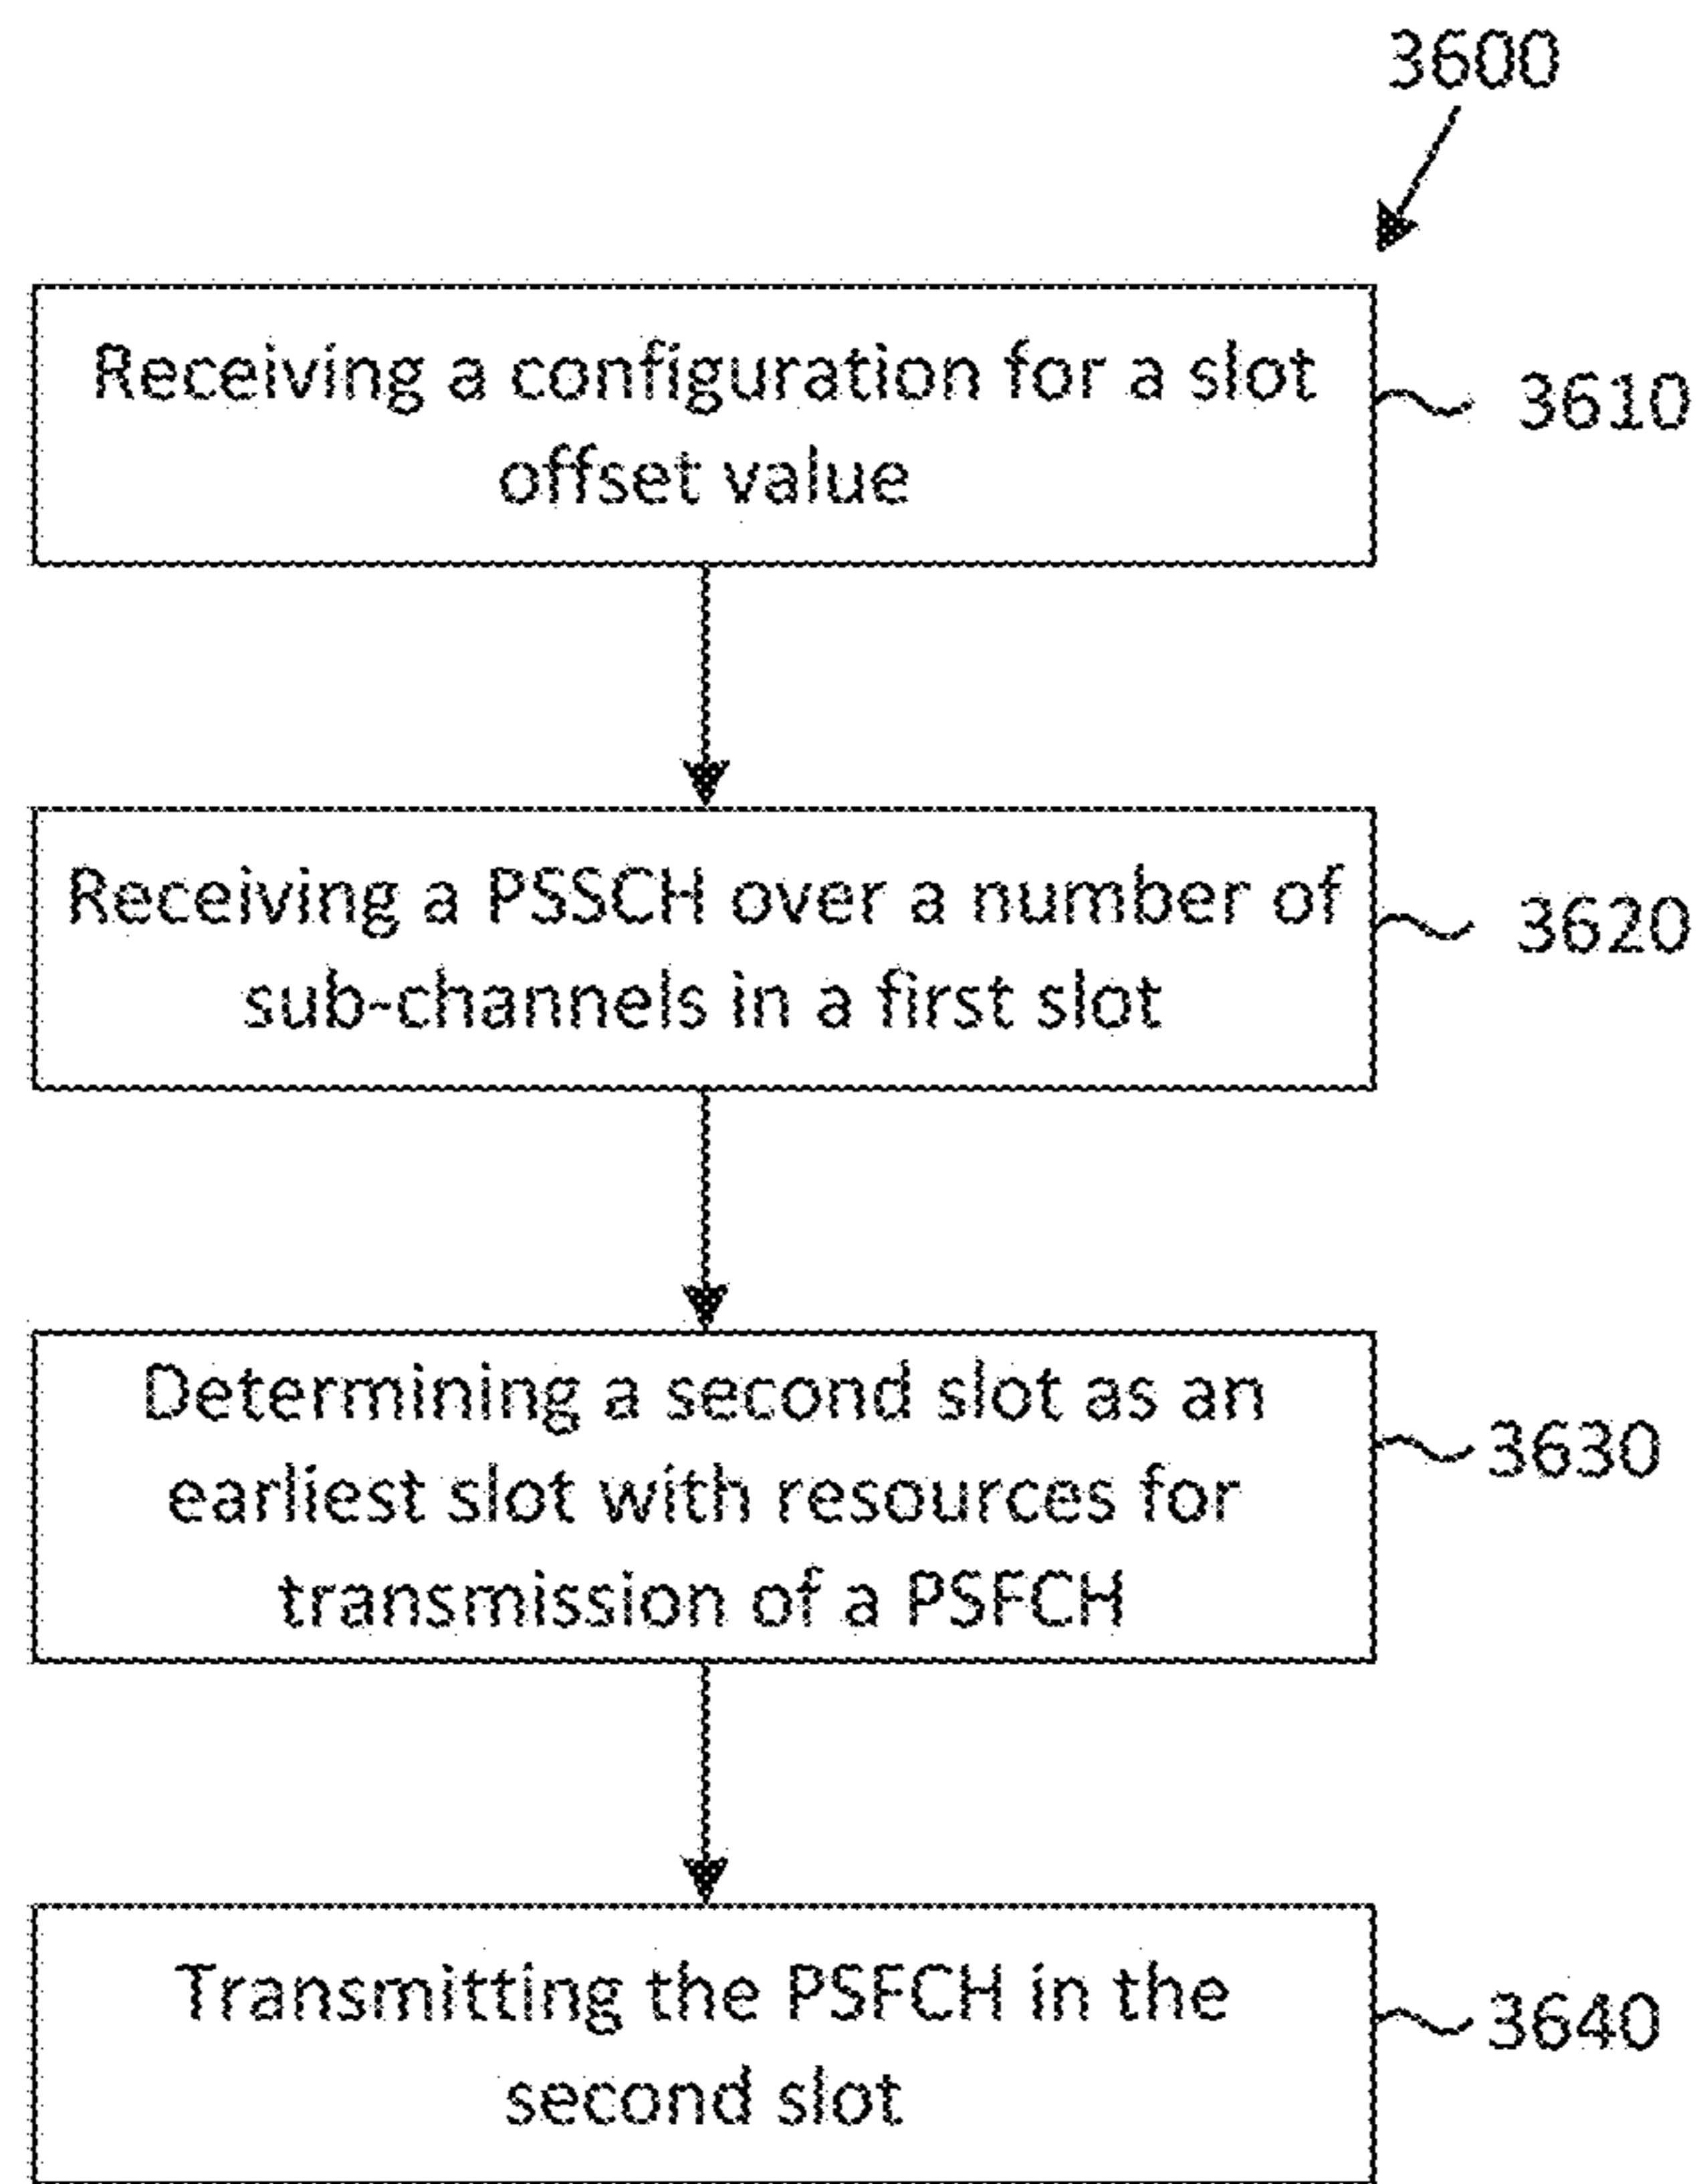 3600
Receiving a configuration for a slot
offset value
3610
Receiving a PSSCH over a number of
sub-channels in a first slot
3620
Determining a second slot as an
earliest slot with resources for
transmission of a PSFCH
3630
Transmitting the PSFCH in the
second slot
3640